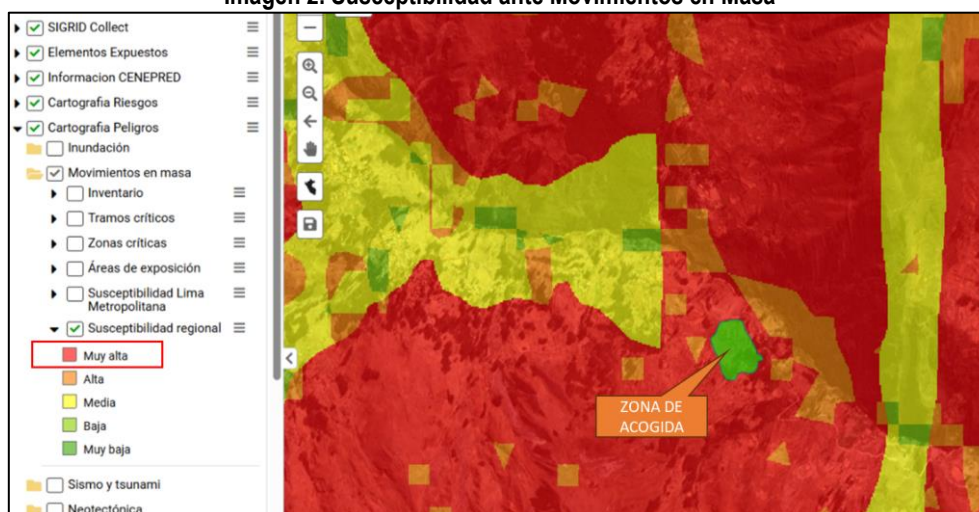 Imagen 2. Susceptibilidad ante Movimientos en Masa
SIGRID Collect
Elementos Expuestos
Informacion CENEPRED
Cartografia Riesgos
Cartografia Peligros
Inundación
Movimientos en masa
Inventario
Tramos críticos
Zonas críticas
Áreas de exposición
Susceptibilidad Lima
Metropolitana
Susceptibilidad regional
Muy alta
Alta
Media
Baja
Muy baja
Sismo y tsunami
Neotectónica
ZONA DE
ACOGIDA